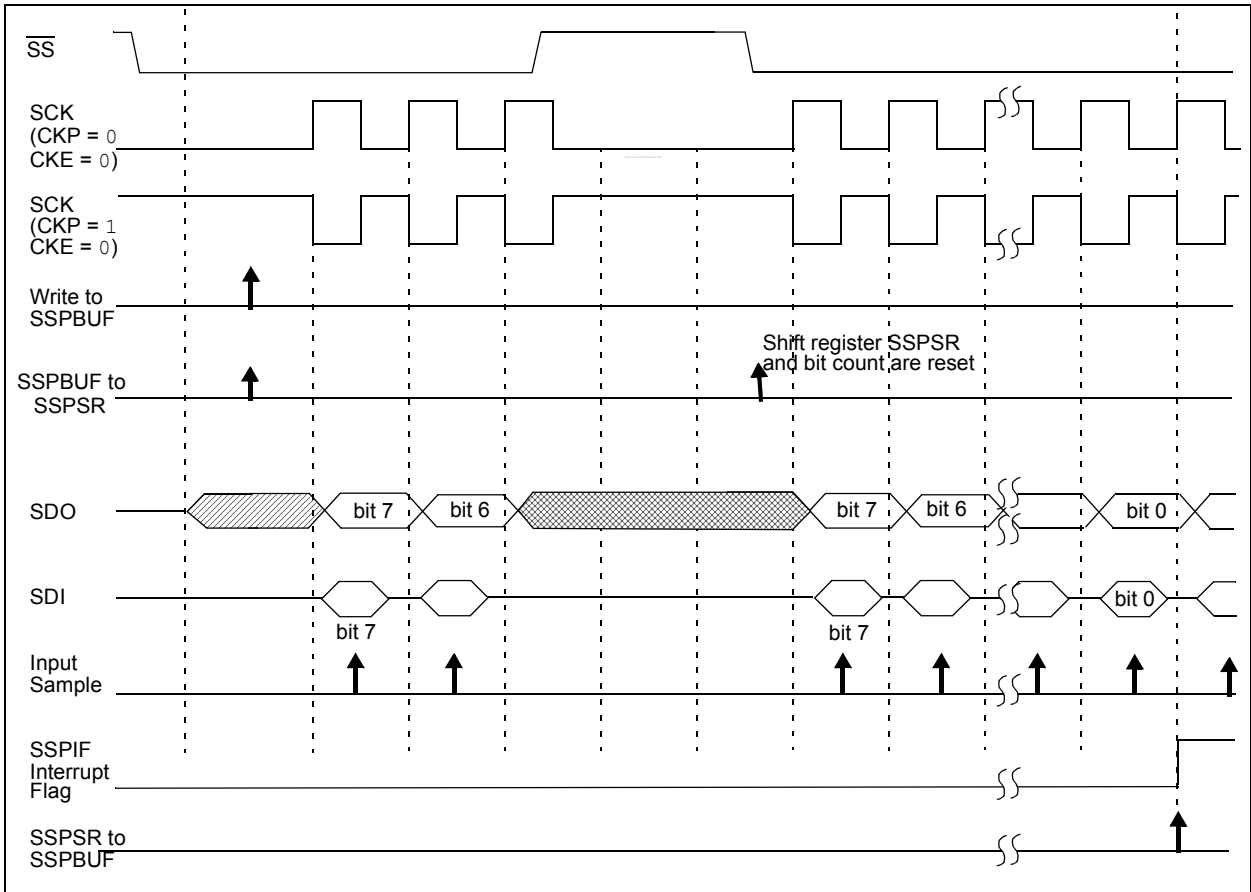 SS
SCK
(CKP = 0
CKE = 0)
SCK
(CKP = 1
CKE = 0)
Write to
SSPBUF
Shift register SSPSR
and bit count are reset
SSPBUF to
SSPSR
SDO
bit 7
bit 6
bit 7
bit 6
bit 0
SDI
bit 0
bit 7
bit 7
Input
Sample
SSPIF
Interrupt
Flag
SSPSR to
SSPBUF